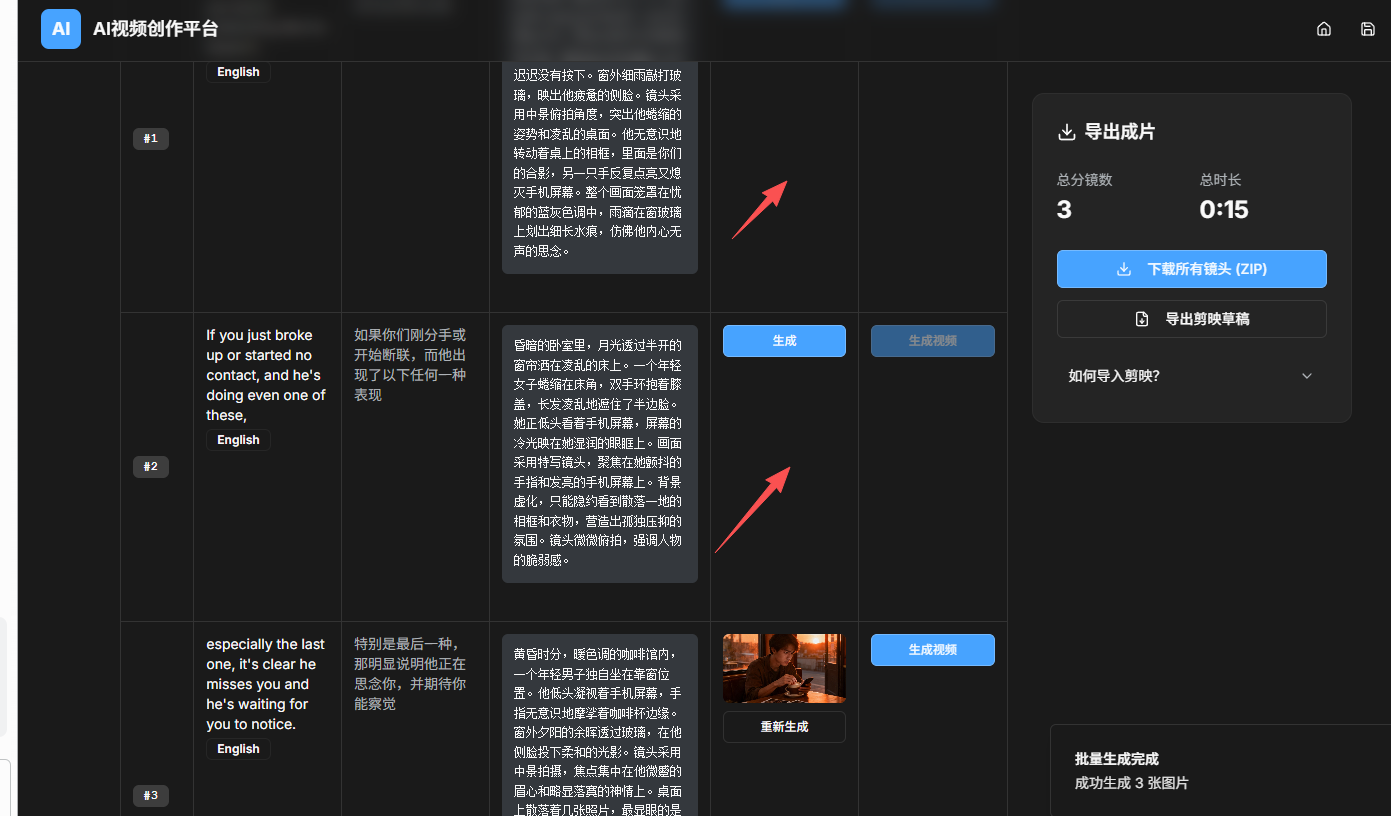 AI
AI视频创作平台
English
#1
迟迟没有按下。窗外细雨敲打玻
璃，映出他疲惫的侧脸。镜头采
用中景俯拍角度，突出他蜷缩的
姿势和凌乱的桌面。他无意识地
转动着桌上的相框，里面是你们
的合影，另一只手反复点亮又熄
灭手机屏幕。整个画面笼罩在忧
郁的蓝灰色调中，雨滴在窗玻璃
上划出细长水痕，仿佛他内心无
声的思念。
#2
If you just broke
up or started no
contact, and he's
doing even one of
these,
English
如果你们刚分手或
开始断联，而他出
现了以下任何一种
表现
昏暗的卧室里，月光透过半开的
窗帘洒在凌乱的床上。一个年轻
女子蜷缩在床角，双手环抱着膝
盖，长发凌乱地遮住了半边脸。
她正低头看着手机屏幕，屏幕的
冷光映在她湿润的眼眶上。画面
采用特写镜头，聚焦在她颤抖的
手指和发亮的手机屏幕上。背景
虚化，只能隐约看到散落一地的
相框和衣物，营造出孤独压抑的
氛围。镜头微微俯拍，强调人物
的脆弱感。
生成
生成视频
#3
especially the last
one, it's clear he
misses you and
he's waiting for
you to notice.
English
特别是最后一种，
那明显说明他正在
思念你，并期待你
能察觉
黄昏时分，暖色调的咖啡馆内，
一个年轻男子独自坐在靠窗位
置。他低头凝视着手机屏幕，手
指无意识地摩挲着咖啡杯边缘。
窗外夕阳的余晖透过玻璃，在他
侧脸投下柔和的光影。镜头采用
中景拍摄，焦点集中在他微蹙的
眉心和略显落寞的神情上。桌面
上散落着几张照片，最显眼的是
重新生成
生成视频
导出成片
总分镜数
3
总时长
0:15
下载所有镜头 (ZIP)
导出剪映草稿
如何导入剪映?
批量生成完成
成功生成 3 张图片